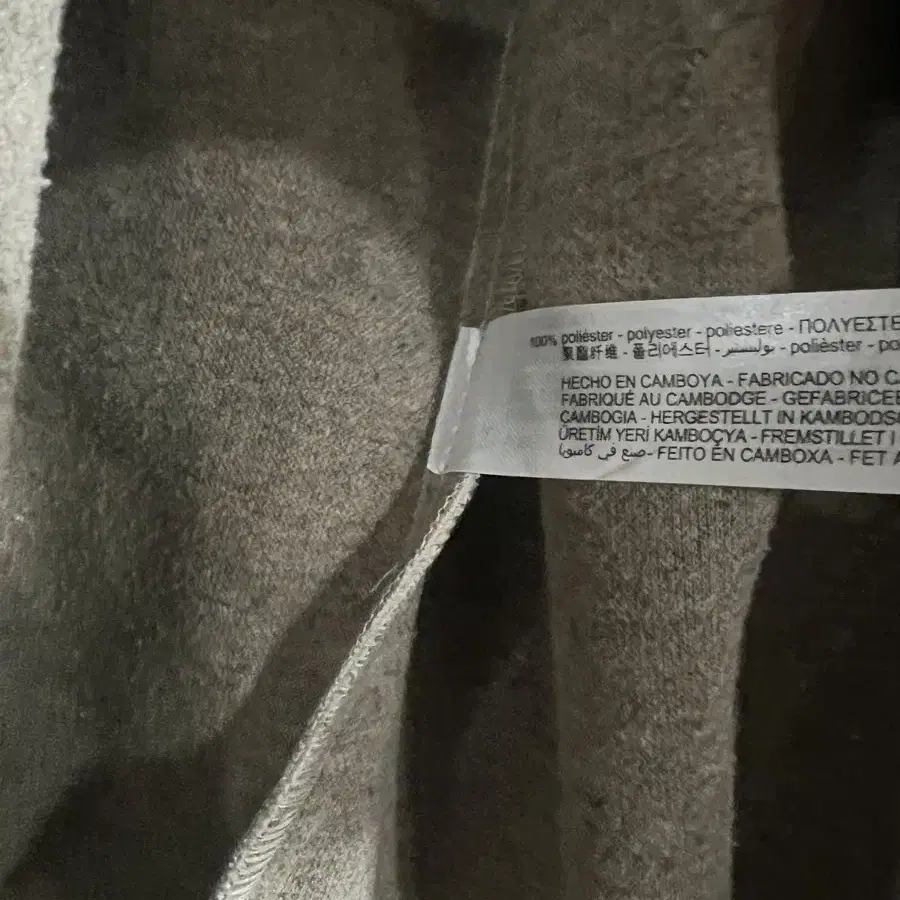 100% poliéster - polyester - poliestere - ΠΟΛΥΕΣΤΕ
聚酯纤维 - 폴리에스터 - بوليستر - polièster - po
HECHO EN CAMBOYA - FABRICADO NO CA
FABRIQUÉ AU CAMBODGE - GEFABRICEE
CAMBOGIA - HERGESTELLT IN KAMBODSC
ÜRETİM YERİ KAMBOÇYA - FREMSTILLET I
صنع في كامبوديا - FEITO EN CAMBOXA - FET A